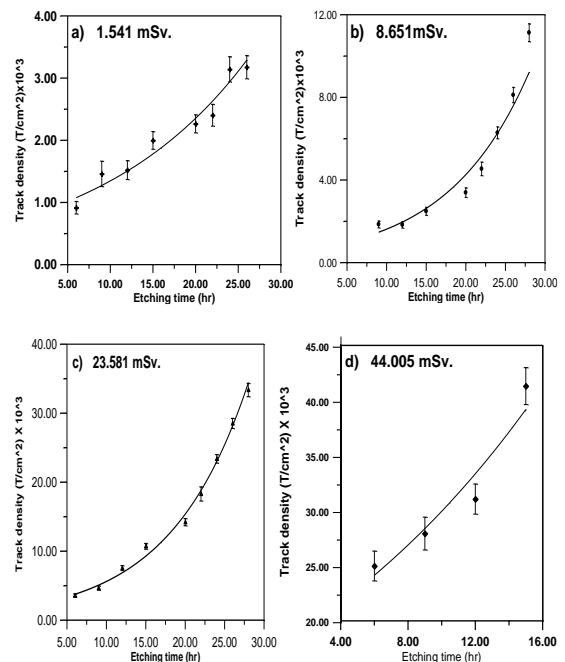 a) 1.541 mSv.
Track density (T/cm^2)x10^3
4.00
3.00
2.00
1.00
0.00
5.00 10.00 15.00 20.00 25.00 30.00
Etching time (hr)
b) 8.651mSv.
Track density (T/cm^2)x10^3
12.00
8.00
4.00
0.00
5.00 10.00 15.00 20.00 25.00 30.00
Etching time (hr)
c) 23.581 mSv.
Track density (T/cm^2) X 10^3
40.00
30.00
20.00
10.00
0.00
5.00 10.00 15.00 20.00 25.00 30.00
Etching time (hr)
d) 44.005 mSv.
Track density (T/cm^2) X 10^3
45.00
40.00
35.00
30.00
25.00
20.00
4.00 8.00 12.00 16.00
Etching time (hr)